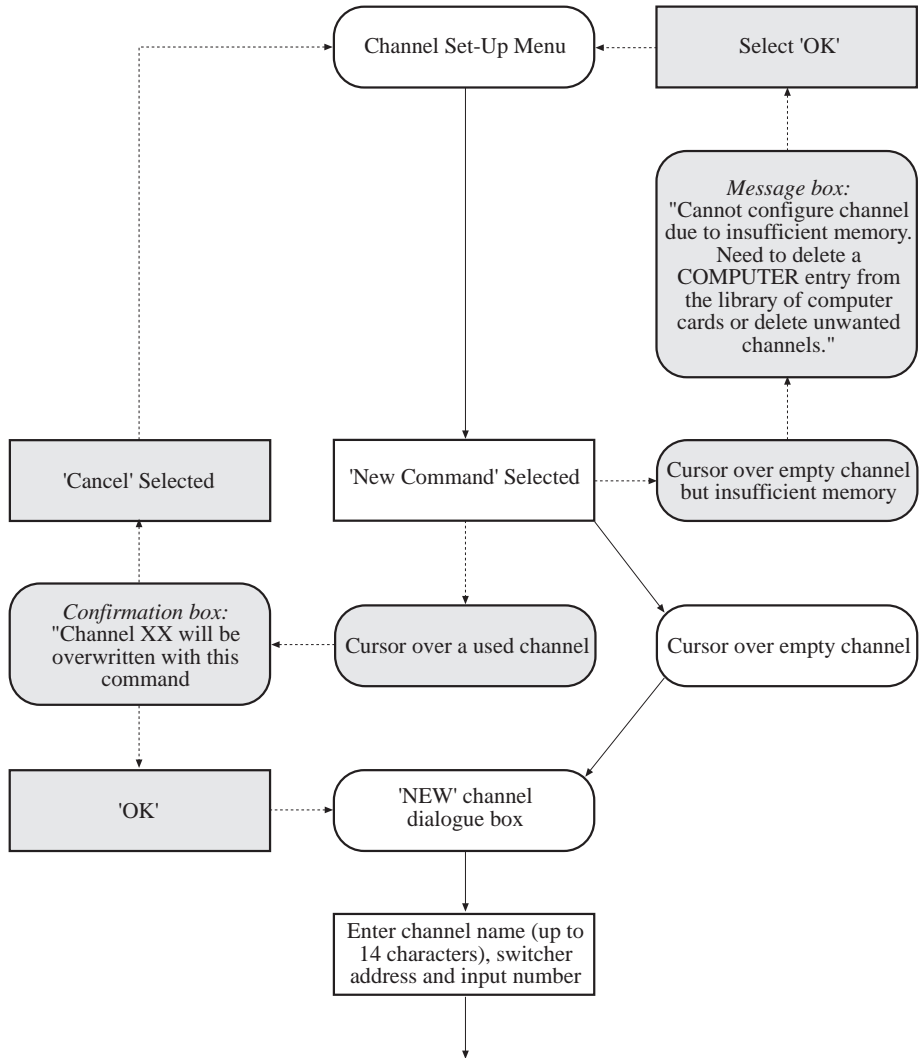 Channel Set-Up Menu
Select 'OK'
Message box:
"Cannot configure channel
due to insufficient memory.
Need to delete a
COMPUTER entry from
the library of computer
cards or delete unwanted
channels."
'Cancel' Selected
'New Command' Selected
Cursor over empty channel
but insufficient memory
Confirmation box:
"Channel XX will be
overwritten with this
command
Cursor over a used channel
Cursor over empty channel
'OK'
'NEW' channel
dialogue box
Enter channel name (up to
14 characters), switcher
address and input number